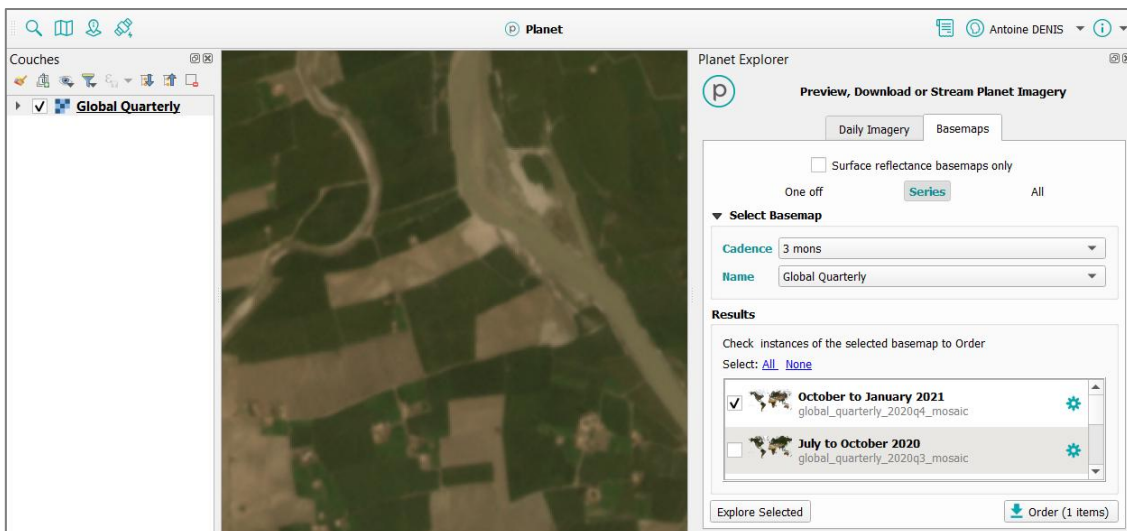 Planet
Antoine DENIS
Couches
Global Quarterly
Planet Explorer
Preview, Download or Stream Planet Imagery
Daily Imagery
Basemaps
Surface reflectance basemaps only
One off
Series
All
Select Basemap
Cadence 3 mons
Name Global Quarterly
Results
Check instances of the selected basemap to Order
Select: All None
October to January 2021
global_quarterly_2020q4_mosaic
July to October 2020
global_quarterly_2020q3_mosaic
Explore Selected
Order (1 items)